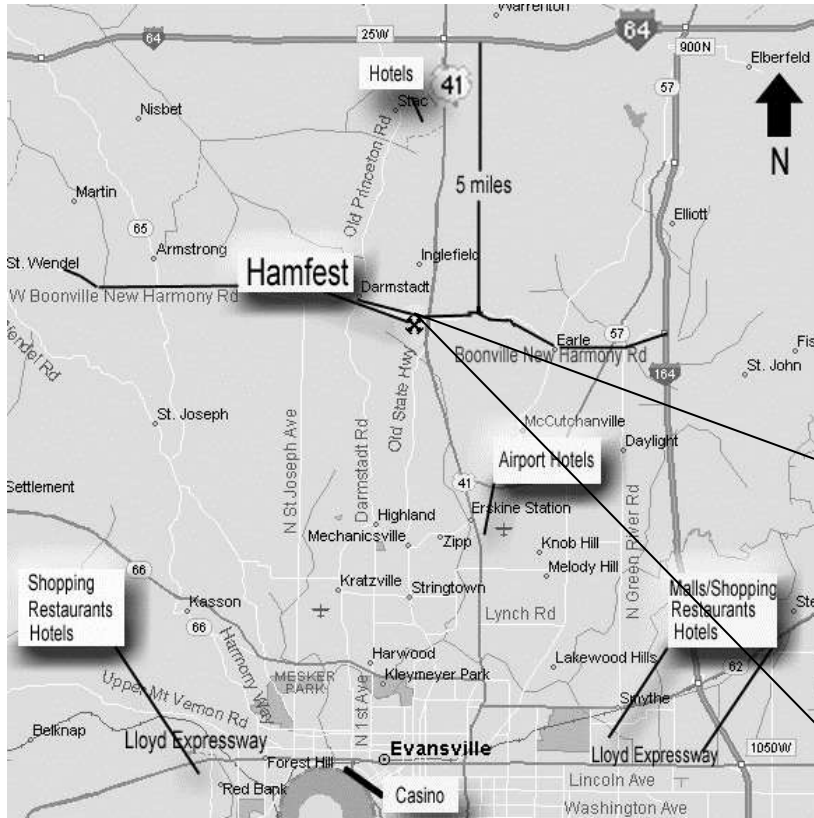 Warrenton
64
25W
64
900N
Elberfeld
Hotels
41
57
Stac
Nisbet
N
Old Princeton Rd
5 miles
Martin
65
Elliott
Armstrong
Inglefield
St. Wendel
Hamfest
Darmstadt
W Boonville New Harmony Rd
57
Earle
Boonville New Harmony Rd
Fis
St. John
164
Wendel Rd
Old State Hwy
St. Joseph
N St Joseph Ave
Darmstadt Rd
McCutchanville
Daylight
Airport Hotels
Settlement
41
Erskine Station
Highland
Mechanicsville
Zipp
Knob Hill
N Green River Rd
66
Shopping
Restaurants
Hotels
Melody Hill
Malls/Shopping
Restaurants
Hotels
Kratzville
Stringtown
Kasson
Lynch Rd
Ste
66
Harmony Way
Harwood
Lakewood Hills
62
MESKER
PARK
Kleymeyer Park
Upper Mt Vernon Rd
N 1st Ave
Smythe
Belknap
Lloyd Expressway
Evansville
Lloyd Expressway
1050W
Forest Hill
Red Bank
Casino
Lincoln Ave
Washington Ave